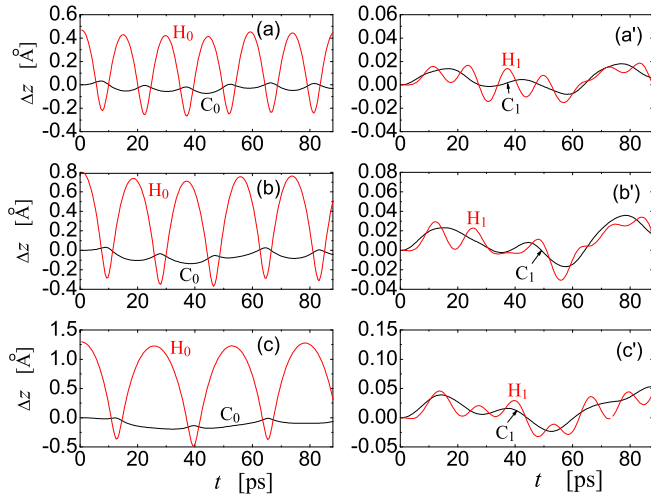 (a)
Δz [Å]
0.6
0.4
0.2
0.0
-0.2
-0.4
H0
C0
0 20 40 60 80
(a')
0.06
0.04
0.02
0.00
-0.02
-0.04
H1
C1
0 20 40 60 80
(b)
Δz [Å]
0.8
0.6
0.4
0.2
0.0
-0.2
-0.4
H0
C0
0 20 40 60 80
(b')
0.08
0.06
0.04
0.02
0.00
-0.02
-0.04
H1
C1
0 20 40 60 80
(c)
Δz [Å]
1.5
1.0
0.5
0.0
-0.5
H0
C0
0 20 40 60 80
t [ps]
(c')
0.15
0.10
0.05
0.00
-0.05
H1
C1
0 20 40 60 80
t [ps]